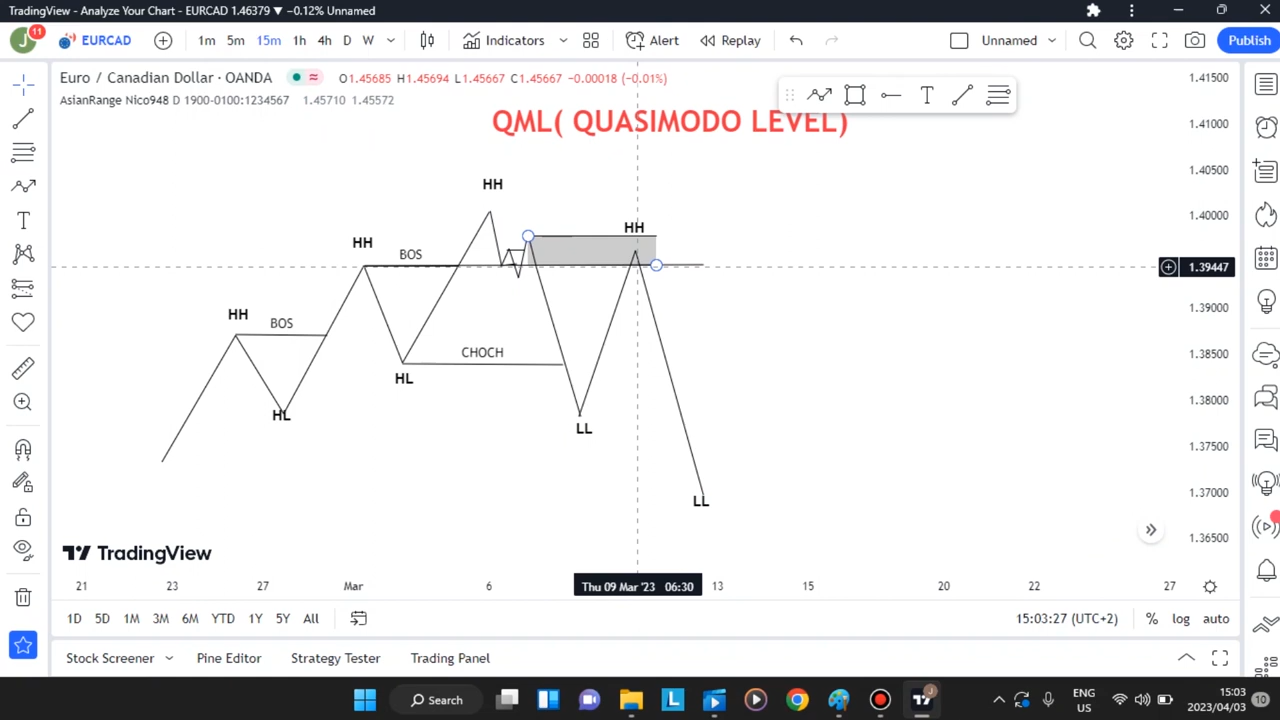 TradingView - Analyze Your Chart - EURCAD 1.46379 ▼ −0.12% Unnamed
J 11 EURCAD 1m 5m 15m 1h 4h D W Indicators Alert Replay Unnamed Publish
Euro / Canadian Dollar · OANDA O1.45685 H1.45694 L1.45667 C1.45667 −0.00018 (−0.01%)
AsianRange Nico948 D 1900-0100:1234567 1.45710 1.45572
QML( QUASIMODO LEVEL)
1.41500
1.41000
1.40500
1.40000
1.39447
1.39000
1.38500
1.38000
1.37500
1.37000
1.36500
HH
HH
HH
BOS
HH
BOS
CHOCH
HL
HL
LL
LL
TradingView
21 23 27 Mar 6 Thu 09 Mar '23 06:30 13 15 20 22 27
1D 5D 1M 3M 6M YTD 1Y 5Y All 15:03:27 (UTC+2) % log auto
Stock Screener Pine Editor Strategy Tester Trading Panel
Search
ENG
US
15:03
2023/04/03
10